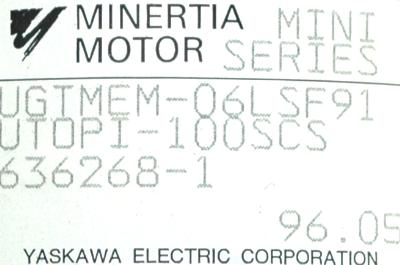 MINERTIA MINI
MOTOR SERIES
UGTMEM-06LSF91
UTOPI-100SCS
636268-1
96.05
YASKAWA ELECTRIC CORPORATION